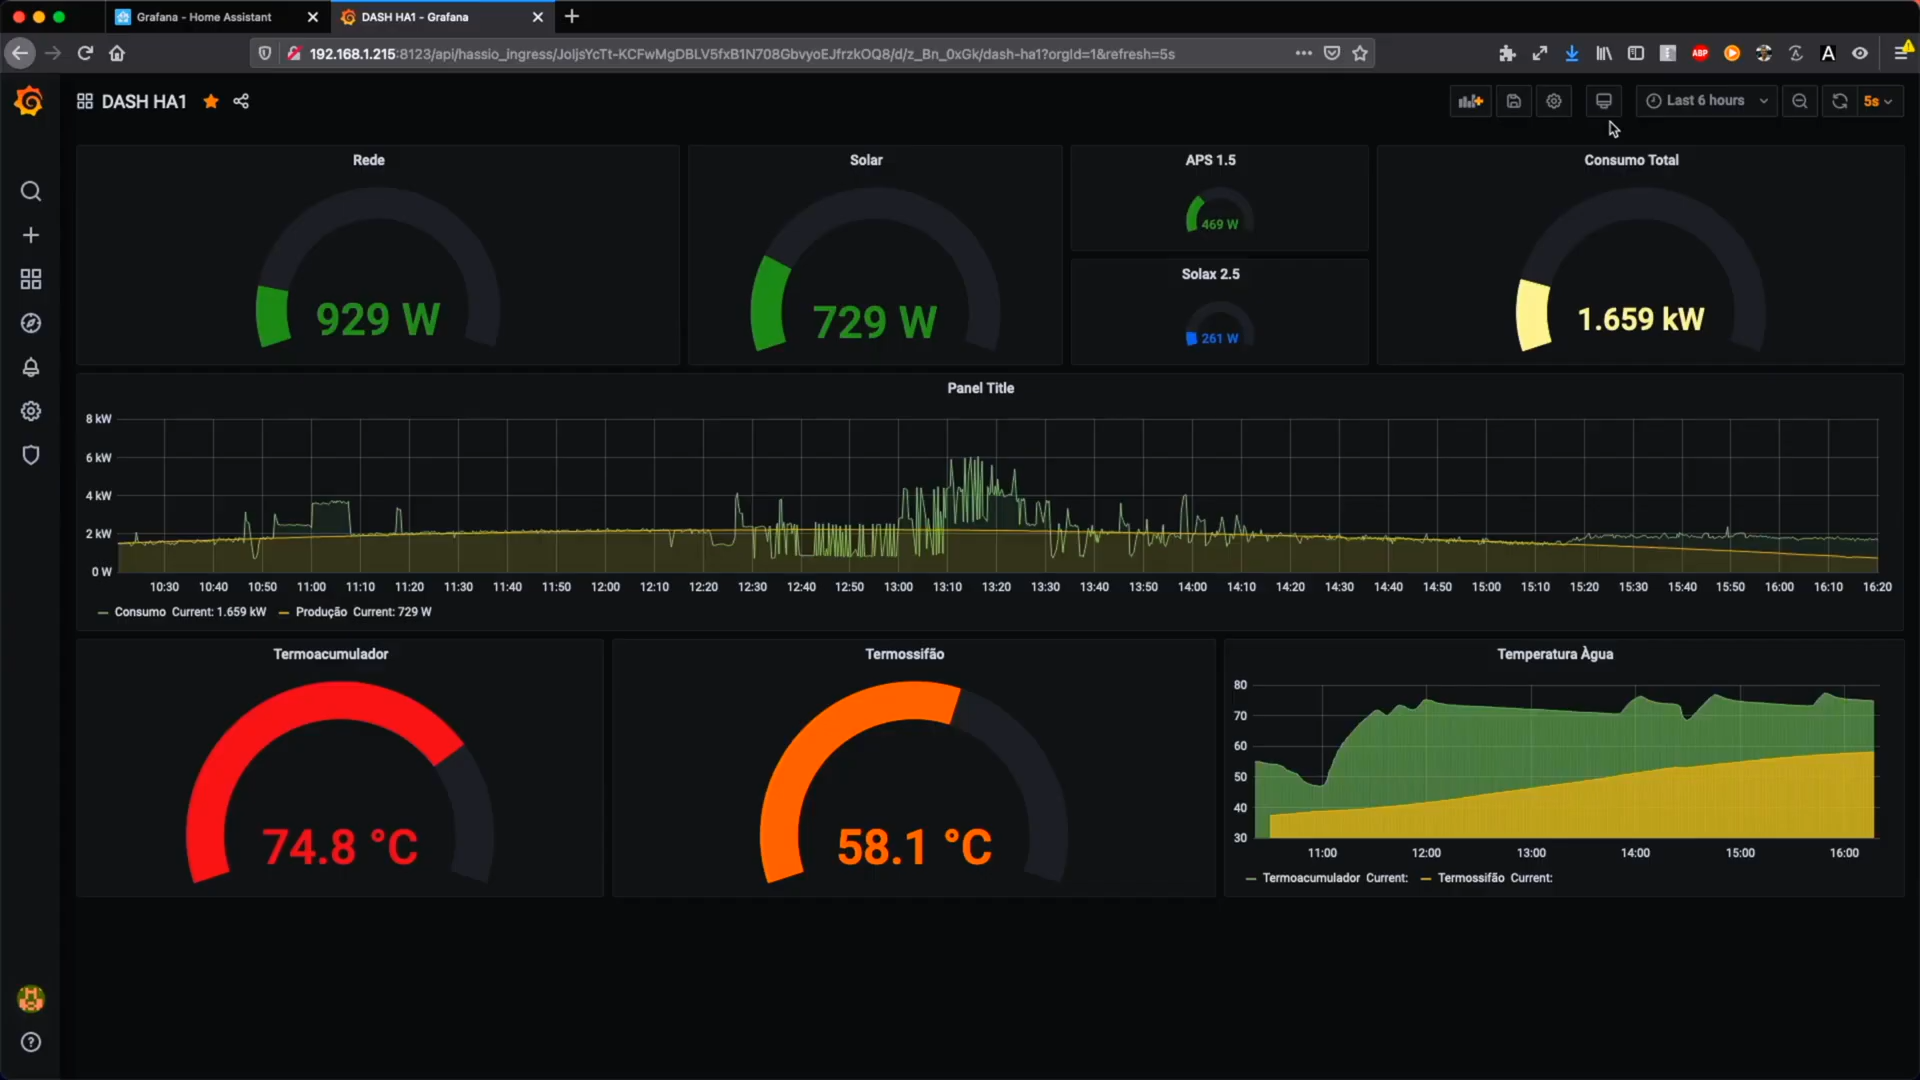 Grafana - Home Assistant
DASH HA1 - Grafana
192.168.1.215:8123/api/hassio_ingress/JoljsYcTt-KCFwMgDBLV5fxB1N708GbvyoEJfrzkOQ8/d/z_Bn_0xGk/dash-ha1?orgId=1&refresh=5s
ABP
A
DASH HA1
Last 6 hours
5s
Rede
Solar
APS 1.5
Consumo Total
929 W
729 W
469 W
Solax 2.5
261 W
1.659 kW
Panel Title
8 kW
6 kW
4 kW
2 kW
0 W
10:30 10:40 10:50 11:00 11:10 11:20 11:30 11:50 12:00 12:10 12:20 12:30 12:40 12:50 13:00 13:10 13:20 13:30 13:40 13:50 14:00 14:10 14:20 14:30 14:40 14:50 15:00 15:10 15:20 15:30 15:40 15:50 16:00 16:10 16:20
Consumo Current: 1.659 kW Produção Current: 729 W
Termoacumulador
Termossifão
Temperatura Àgua
74.8 °C
58.1 °C
80
70
60
50
40
30
11:00 12:00 13:00 14:00 15:00 16:00
Termoacumulador Current: Termossifão Current: